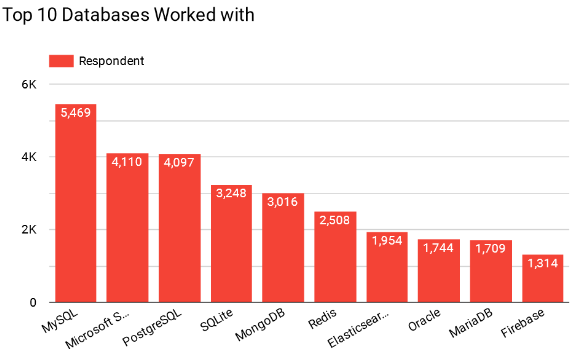 Top 10 Databases Worked with
Respondent
6K
4K
2K
0
5,469
4,110
4,097
3,248
3,016
2,508
1,954
1,744
1,709
1,314
MySQL
Microsoft S...
PostgreSQL
SQLite
MongoDB
Redis
Elasticsear...
Oracle
MariaDB
Firebase